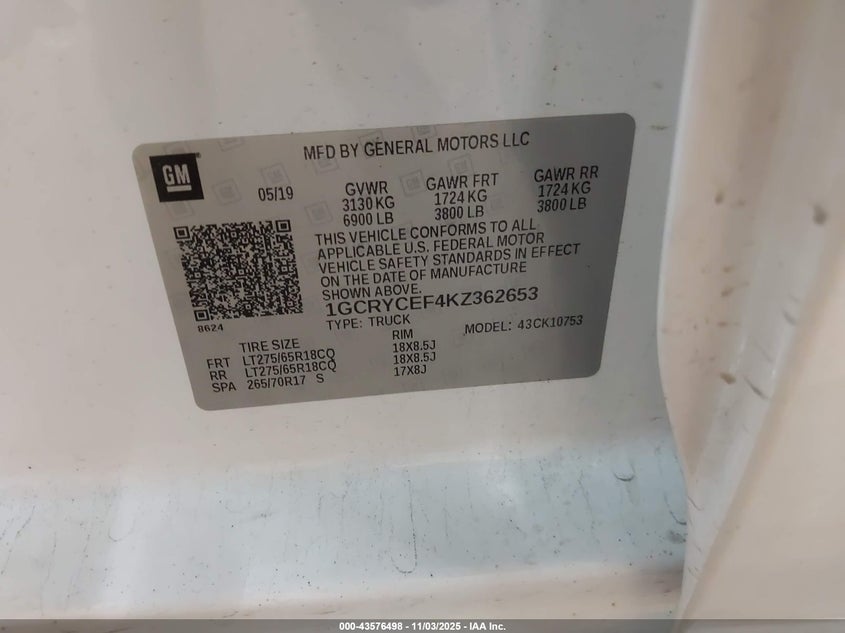 MFD BY GENERAL MOTORS LLC
GM
05/19 GVWR GAWR FRT GAWR RR
3130 KG 1724 KG 1724 KG
6900 LB 3800 LB 3800 LB
THIS VEHICLE CONFORMS TO ALL
APPLICABLE U.S. FEDERAL MOTOR
VEHICLE SAFETY STANDARDS IN EFFECT
ON THE DATE OF MANUFACTURE
SHOWN ABOVE.
8624
1GCRYCEF4KZ362653
TYPE: TRUCK MODEL: 43CK10753
TIRE SIZE RIM
FRT LT275/65R18CQ 18X8.5J
RR LT275/65R18CQ 18X8.5J
SPA 265/70R17 S 17X8J
000-43576498 - 11/03/2025 - IAA Inc.